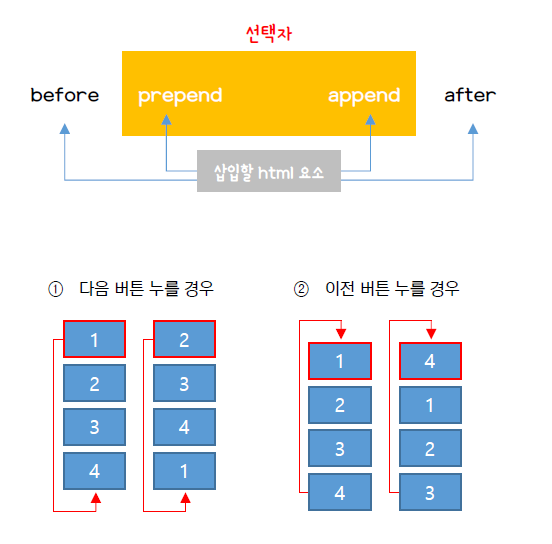 선택자
before prepend append after
삽입할 html 요소
① 다음 버튼 누를 경우 ② 이전 버튼 누를 경우
1 2 1 4
2 3 2 1
3 4 3 2
4 1 4 3